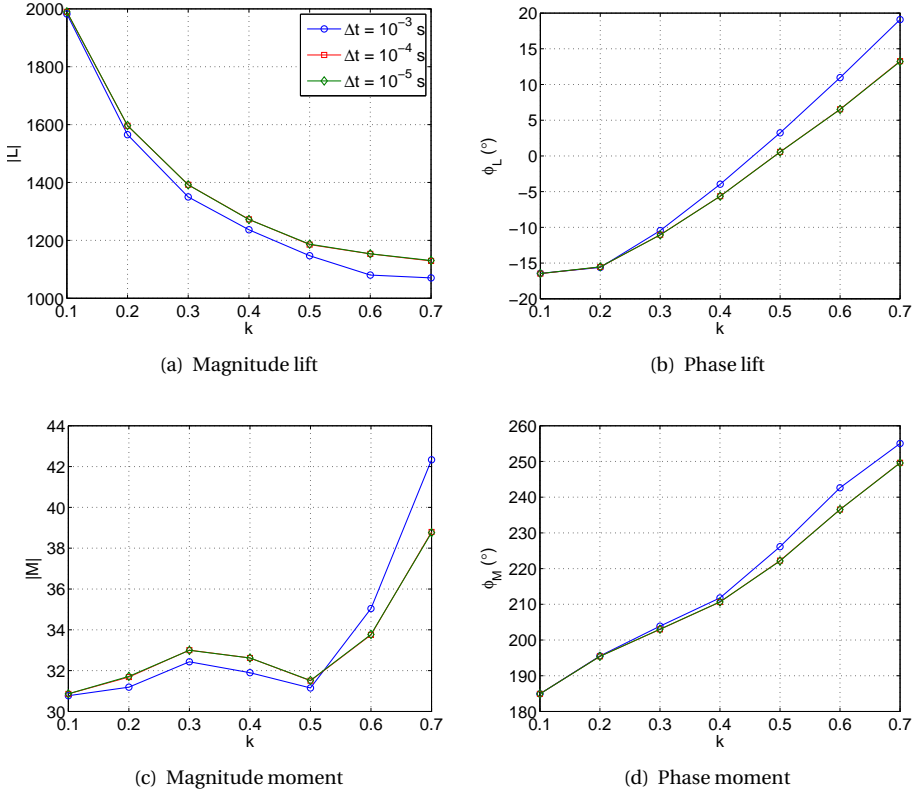 2000
1800
1600
1400
1200
1000
|L|
0.1 0.2 0.3 0.4 0.5 0.6 0.7
k
Δt = 10⁻³ s
Δt = 10⁻⁴ s
Δt = 10⁻⁵ s
(a) Magnitude lift
20
15
10
5
0
−5
−10
−15
−20
ϕ_L (°)
0.1 0.2 0.3 0.4 0.5 0.6 0.7
k
(b) Phase lift
44
42
40
38
36
34
32
30
|M|
0.1 0.2 0.3 0.4 0.5 0.6 0.7
k
(c) Magnitude moment
260
250
240
230
220
210
200
190
180
ϕ_M (°)
0.1 0.2 0.3 0.4 0.5 0.6 0.7
k
(d) Phase moment